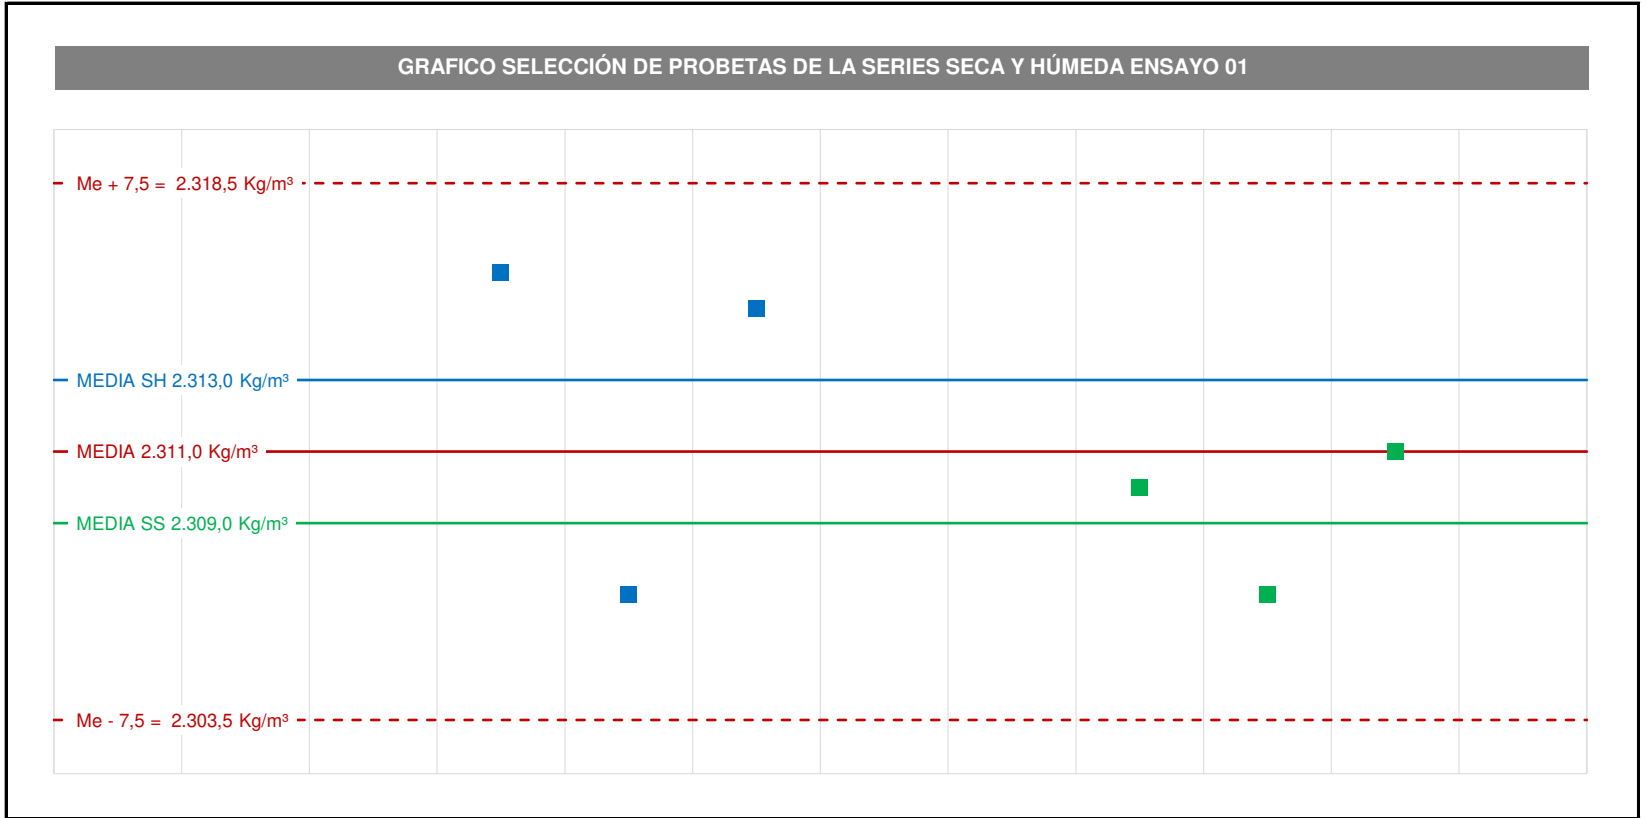 GRAFICO SELECCIÓN DE PROBETAS DE LA SERIES SECA Y HÚMEDA ENSAYO 01
Me + 7,5 = 2.318,5 Kg/m³
MEDIA SH 2.313,0 Kg/m³
MEDIA 2.311,0 Kg/m³
MEDIA SS 2.309,0 Kg/m³
Me - 7,5 = 2.303,5 Kg/m³